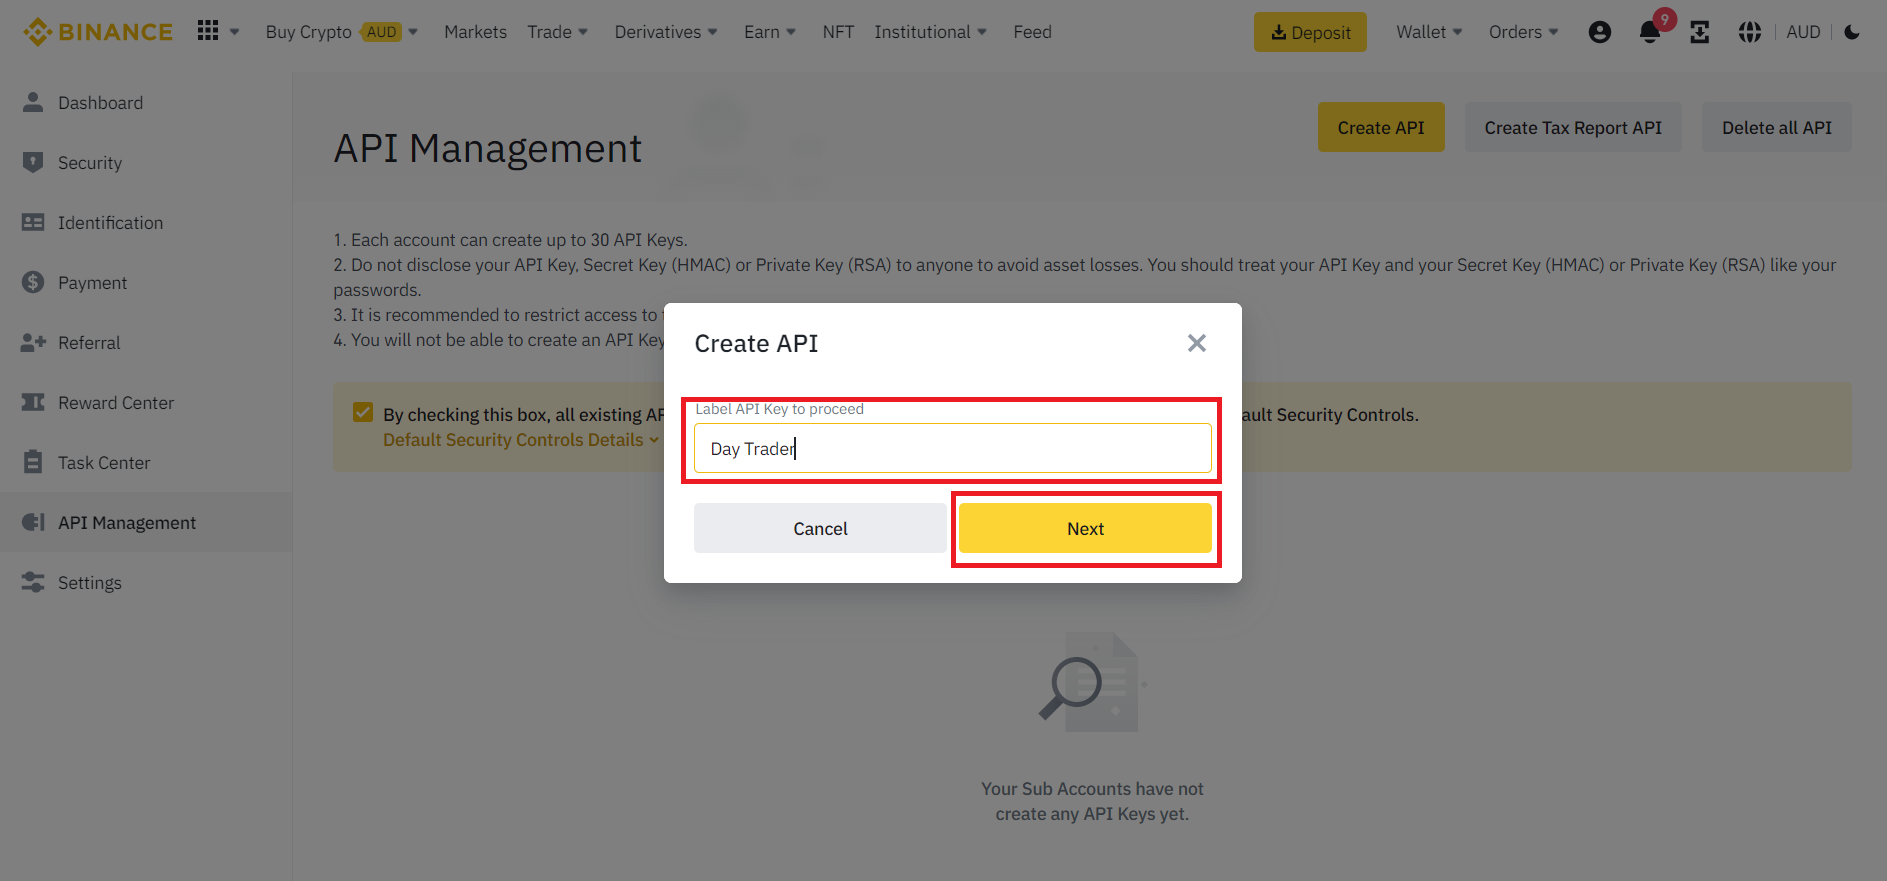 BINANCE
Buy Crypto AUD
Markets
Trade
Derivatives
Earn
NFT
Institutional
Feed
Deposit
Wallet
Orders
9
AUD
Dashboard
Security
Identification
Payment
Referral
Reward Center
Task Center
API Management
Settings
API Management
Create API
Create Tax Report API
Delete all API
1. Each account can create up to 30 API Keys.
2. Do not disclose your API Key, Secret Key (HMAC) or Private Key (RSA) to anyone to avoid asset losses. You should treat your API Key and your Secret Key (HMAC) or Private Key (RSA) like your
passwords.
3. It is recommended to restrict access to
4. You will not be able to create an API Key
By checking this box, all existing ault Security Controls.
Default Security Controls Details
Create API
Label API Key to proceed
Day Trader
Cancel
Next
Your Sub Accounts have not
create any API Keys yet.